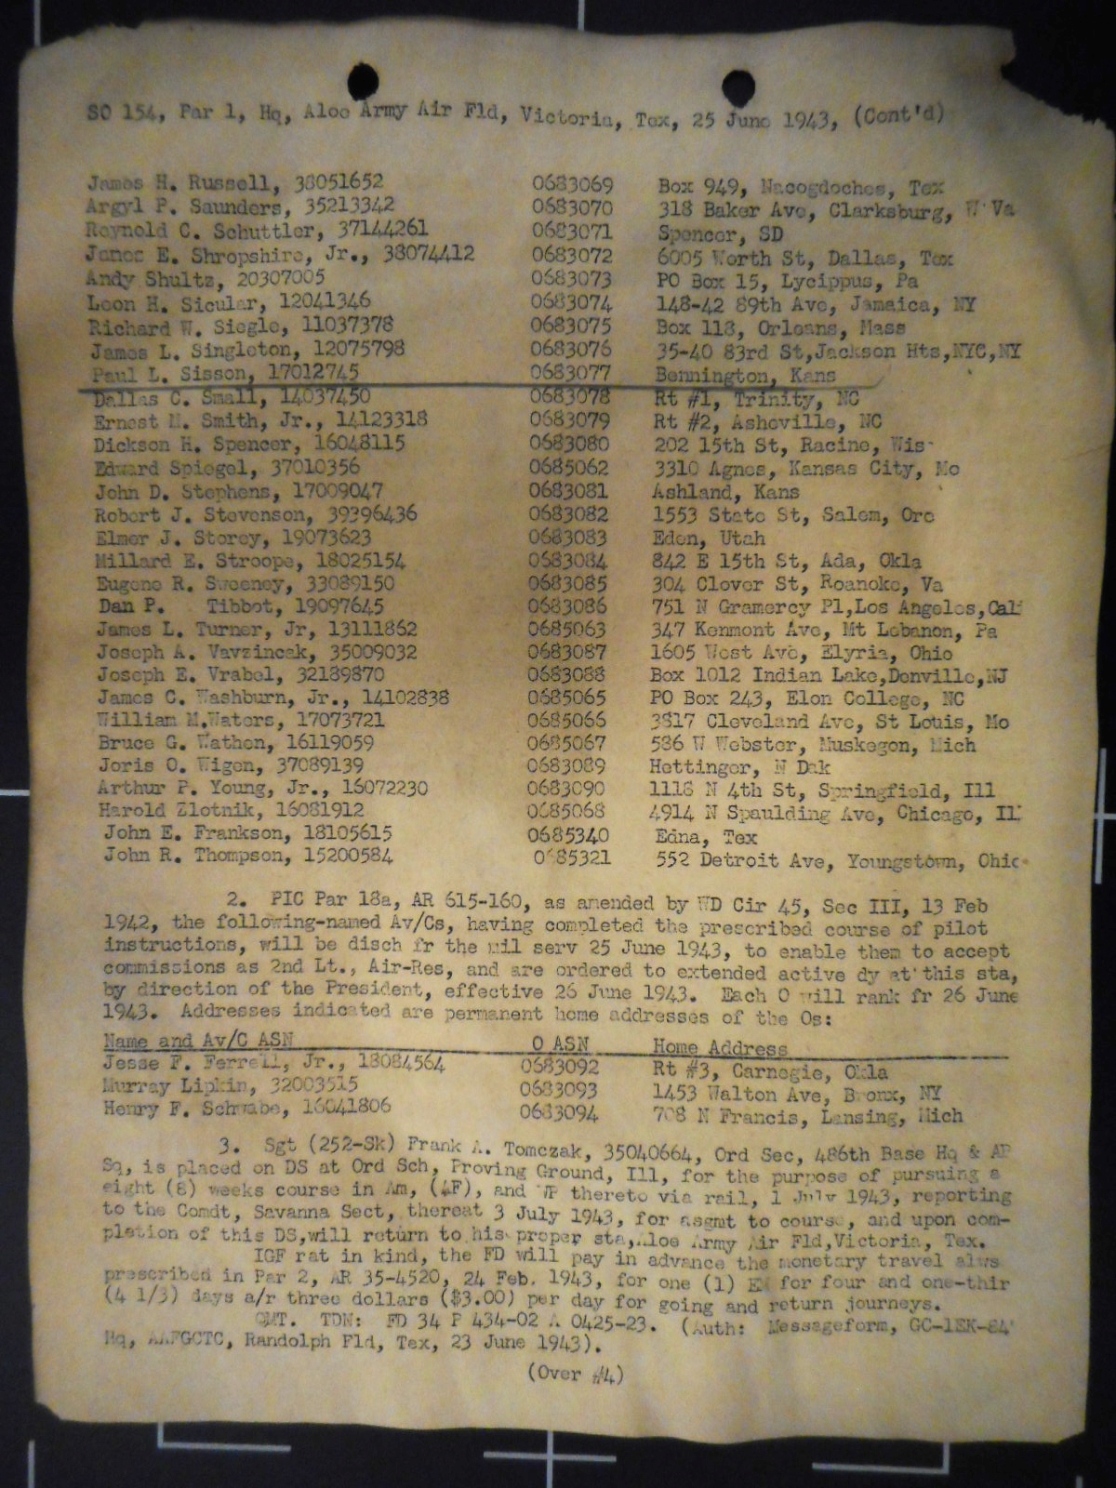 SO 154, Par 1, Hq, Aloe Army Air Fld, Victoria, Tex, 25 June 1943, (Cont'd)
James H. Russell, 38051652 0683069 Box 949, Nacogdoches, Tex
Argyl P. Saunders, 35213342 0683070 318 Baker Ave, Clarksburg, W Va
Reynold C. Schuttler, 37144261 0683071 Spencer, SD
James E. Shropshire, Jr., 38074412 0683072 6005 Worth St, Dallas, Tex
Andy Shultz, 20307005 0683073 PO Box 15, Lycippus, Pa
Leon H. Sicular, 12041346 0683074 148-42 89th Ave, Jamaica, NY
Richard W. Siegle, 11037378 0683075 Box 118, Orleans, Mass
James L. Singleton, 12075798 0683076 35-40 83rd St,Jackson Hts,NYC,NY
Paul L. Sisson, 17012745 0683077 Bennington, Kans
Dallas C. Small, 14037450 0683078 Rt #1, Trinity, NC
Ernest M. Smith, Jr., 14123318 0683079 Rt #2, Asheville, NC
Dickson H. Spencer, 16048115 0683080 202 15th St, Racine, Wis
Edward Spiegel, 37010356 0685062 3310 Agnes, Kansas City, Mo
John D. Stephens, 17009047 0683081 Ashland, Kans
Robert J. Stevenson, 39396436 0683082 1553 State St, Salem, Ore
Elmer J. Storey, 19073623 0683083 Eden, Utah
Millard E. Stroope, 18025154 0683084 842 E 15th St, Ada, Okla
Eugene R. Sweeney, 33089150 0683085 304 Clover St, Roanoke, Va
Dan P. Tibbet, 19097645 0683086 751 N Gramercy Pl,Los Angeles,Cal
James L. Turner, Jr, 13111862 0685063 347 Kenmont Ave, Mt Lebanon, Pa
Joseph A. Vavzincak, 35009032 0683087 1605 West Ave, Elyria, Ohio
Joseph E. Vrabel, 32189870 0683088 Box 1012 Indian Lake,Denville,NJ
James C. Washburn, Jr., 14102838 0685065 PO Box 243, Elon College, NC
William M.Waters, 17073721 0685066 3817 Cleveland Ave, St Louis, Mo
Bruce G. Wathen, 16119059 0685067 586 W Webster, Muskegon, Mich
Joris O. Wigen, 37089139 0683089 Hettinger, N Dak
Arthur P. Young, Jr., 16072230 0683090 1118 N 4th St, Springfield, Ill
Harold Zlotnik, 16081912 0685068 4914 N Spaulding Ave, Chicago, Il
John E. Frankson, 18105615 0685340 Edna, Tex
John R. Thompson, 15200584 0685321 552 Detroit Ave, Youngstown, Ohio
2. PIC Par 18a, AR 615-160, as amended by WD Cir 45, Sec III, 13 Feb
1942, the following-named Av/Cs, having completed the prescribed course of pilot
instructions, will be disch fr the mil serv 25 June 1943, to enable them to accept
commissions as 2nd Lt., Air-Res, and are ordered to extended active dy at this sta,
by direction of the President, effective 26 June 1943. Each O will rank fr 26 June
1943. Addresses indicated are permanent home addresses of the Os:
Name and Av/C ASN O ASN Home Address
Jesse F. Ferrell, Jr., 18084564 0683092 Rt #3, Carnegie, Okla
Murray Lipkin, 32003515 0683093 1453 Walton Ave, Bronx, NY
Henry F. Schwabe, 16041806 0683094 708 N Francis, Lansing, Mich
3. Sgt (252-Sk) Frank A. Tomczak, 35040664, Ord Sec, 486th Base Hq & AB
Sq, is placed on DS at Ord Sch, Proving Ground, Ill, for the purpose of pursuing a
eight (8) weeks course in Am, (AF), and WP thereto via rail, 1 July 1943, reporting
to the Comdt, Savanna Sect, thereat 3 July 1943, for asgmt to course, and upon com-
pletion of this DS,will return to his proper sta,Aloe Army Air Fld,Victoria, Tex.
IGF rat in kind, the FD will pay in advance the monetary travel alws
prescribed in Par 2, AR 35-4520, 24 Feb. 1943, for one (1) EM for four and one-thir
(4 1/3) days a/r three dollars ($3.00) per day for going and return journeys.
QMT. TDN: FD 34 P 434-02 A 0425-23. (Auth: Messageform, GC-1EK-84
Hq, AAFGCTC, Randolph Fld, Tex, 23 June 1943).
(Over #4)